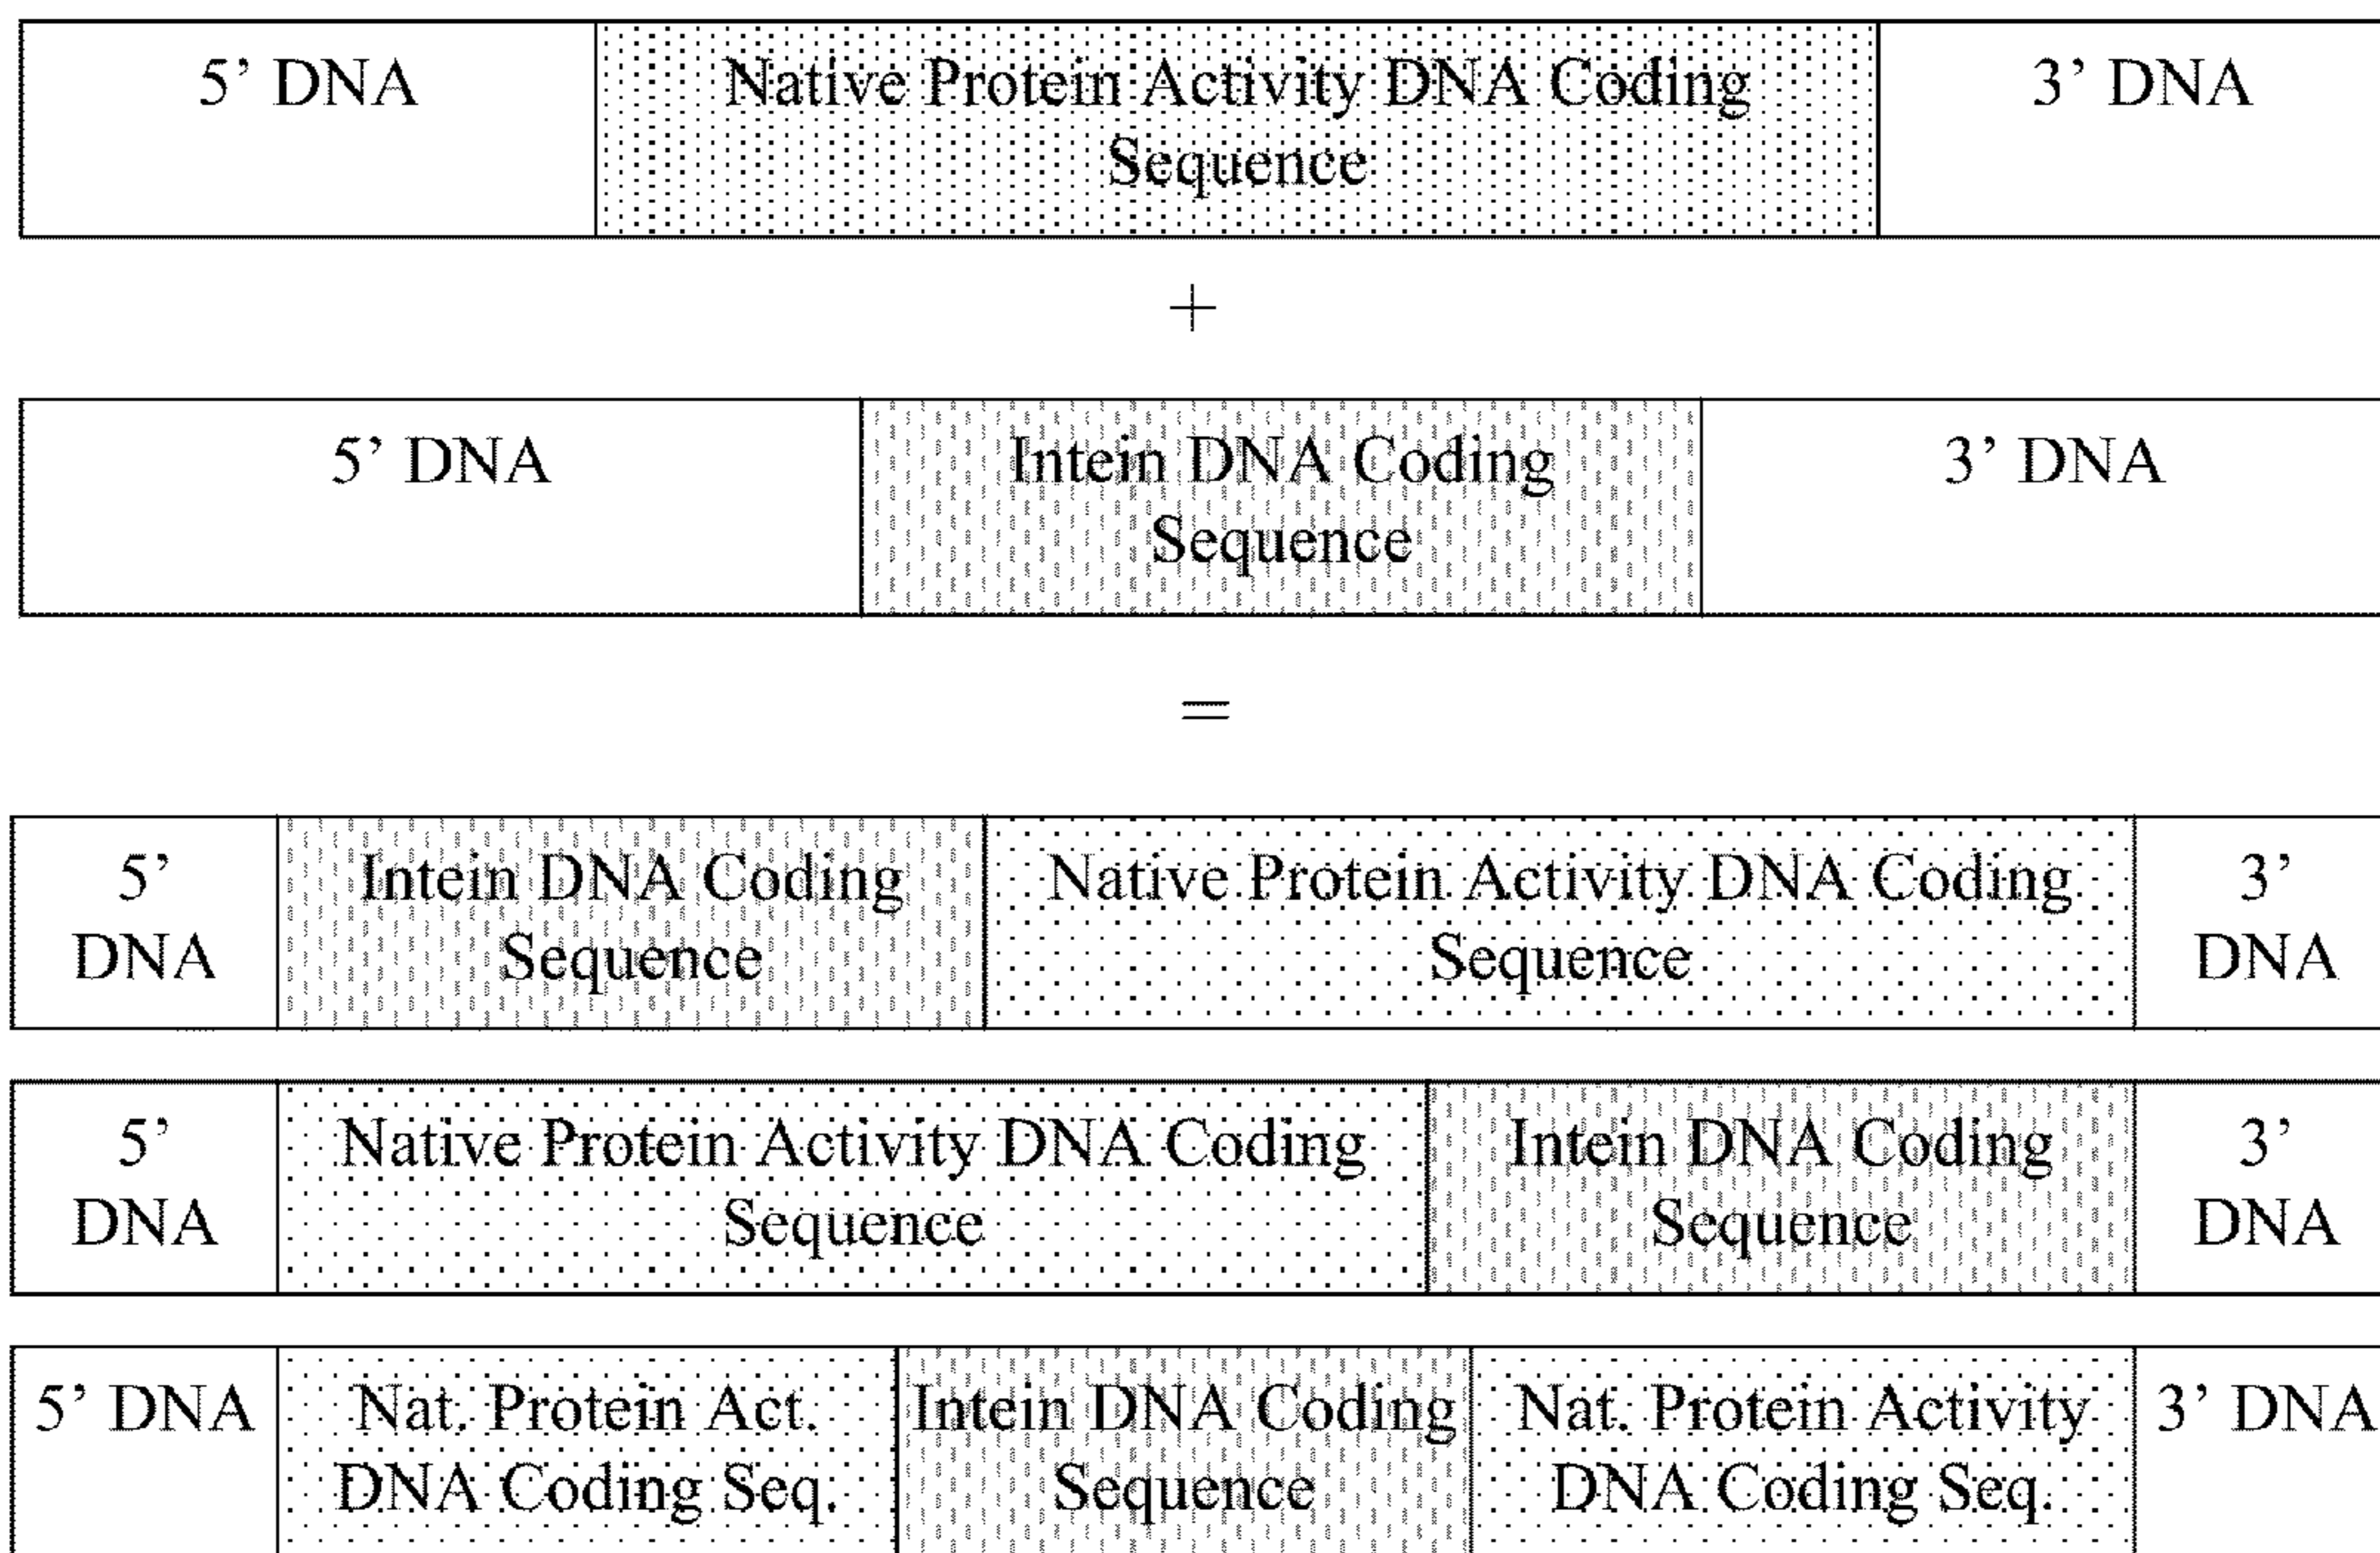 5’ DNA Native Protein Activity DNA Coding 3’ DNA
Sequence
+
5’ DNA Intein DNA Coding 3’ DNA
Sequence
=
5’ Intein DNA Coding Native Protein Activity DNA Coding 3’
DNA Sequence Sequence DNA
5’ Native Protein Activity DNA Coding Intein DNA Coding 3’
DNA Sequence Sequence DNA
5’ DNA Nat. Protein Act. Intein DNA Coding Nat. Protein Activity 3’ DNA
DNA Coding Seq. Sequence DNA Coding Seq.